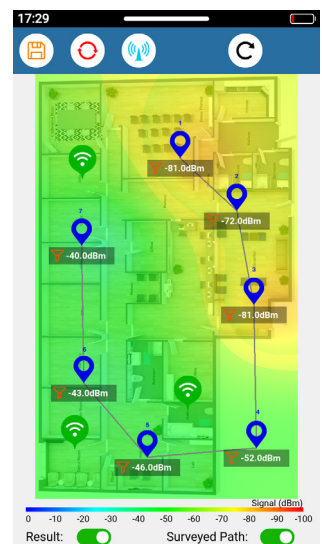 17:29
C
1
-81.0dBm
2
-72.0dBm
7
-40.0dBm
3
-81.0dBm
6
-43.0dBm
4
-52.0dBm
5
-46.0dBm
Signal (dBm)
0 -10 -20 -30 -40 -50 -60 -70 -80 -90 -100
Result: Surveyed Path: